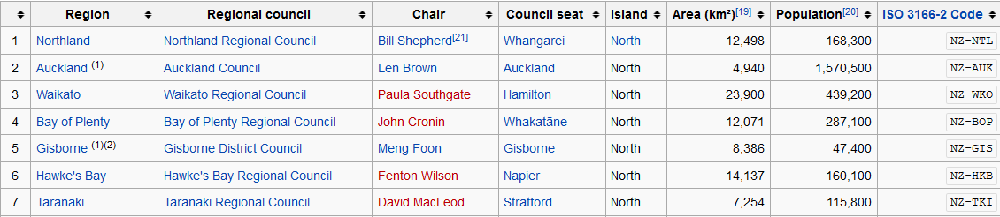 Region Regional council Chair Council seat Island Area (km²)[19] Population[20] ISO 3166-2 Code
1 Northland Northland Regional Council Bill Shepherd[21] Whangarei North 12,498 168,300 NZ-NTL
2 Auckland (1) Auckland Council Len Brown Auckland North 4,940 1,570,500 NZ-AUK
3 Waikato Waikato Regional Council Paula Southgate Hamilton North 23,900 439,200 NZ-WKO
4 Bay of Plenty Bay of Plenty Regional Council John Cronin Whakatāne North 12,071 287,100 NZ-BOP
5 Gisborne (1)(2) Gisborne District Council Meng Foon Gisborne North 8,386 47,400 NZ-GIS
6 Hawke's Bay Hawke's Bay Regional Council Fenton Wilson Napier North 14,137 160,100 NZ-HKB
7 Taranaki Taranaki Regional Council David MacLeod Stratford North 7,254 115,800 NZ-TKI